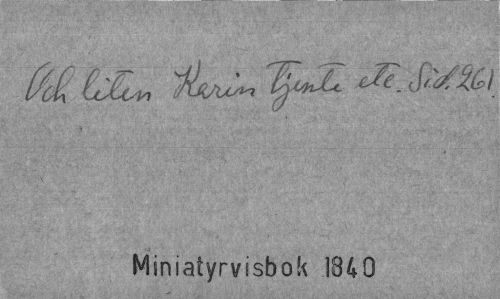 Och liten Karin tjente etc. Sid. 261.
Miniatyrvisbok 1840